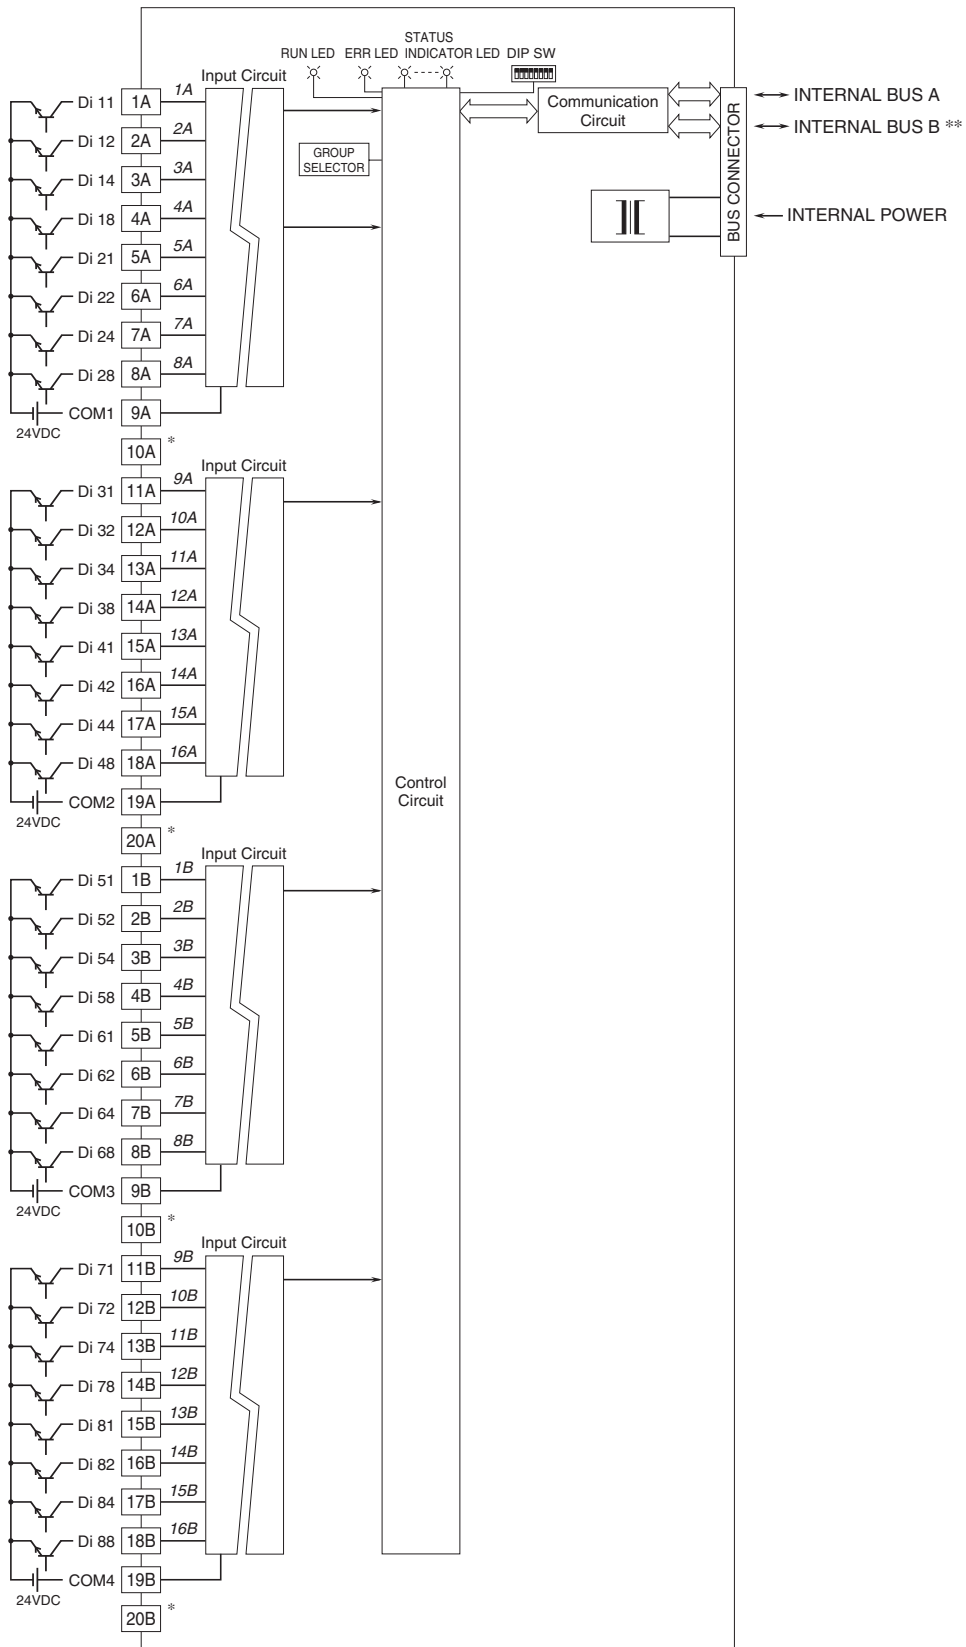 STATUS
RUN LED ERR LED INDICATOR LED DIP SW
Input Circuit
Di 11 1A 1A
Di 12 2A 2A
Di 14 3A 3A
Di 18 4A 4A
Di 21 5A 5A
Di 22 6A 6A
Di 24 7A 7A
Di 28 8A 8A
COM1 9A
24VDC
10A *
GROUP
SELECTOR
Communication
Circuit
BUS CONNECTOR
INTERNAL BUS A
INTERNAL BUS B **
INTERNAL POWER
Input Circuit
Di 31 11A 9A
Di 32 12A 10A
Di 34 13A 11A
Di 38 14A 12A
Di 41 15A 13A
Di 42 16A 14A
Di 44 17A 15A
Di 48 18A 16A
COM2 19A
24VDC
20A *
Control
Circuit
Input Circuit
Di 51 1B 1B
Di 52 2B 2B
Di 54 3B 3B
Di 58 4B 4B
Di 61 5B 5B
Di 62 6B 6B
Di 64 7B 7B
Di 68 8B 8B
COM3 9B
24VDC
10B *
Input Circuit
Di 71 11B 9B
Di 72 12B 10B
Di 74 13B 11B
Di 78 14B 12B
Di 81 15B 13B
Di 82 16B 14B
Di 84 17B 15B
Di 88 18B 16B
COM4 19B
24VDC
20B *